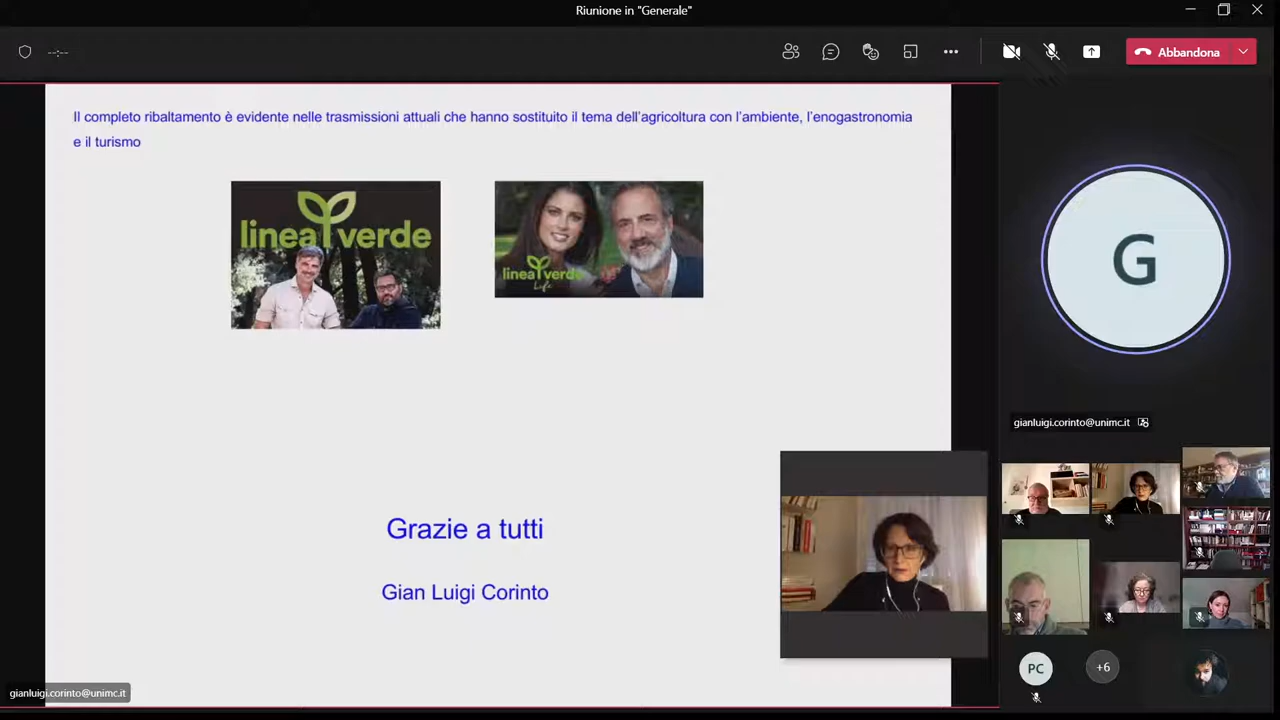 Riunione in "Generale"
--:--
Abbandona
Il completo ribaltamento è evidente nelle trasmissioni attuali che hanno sostituito il tema dell'agricoltura con l'ambiente, l'enogastronomia
e il turismo
linea verde
linea verde
Life
G
gianluigi.corinto@unimc.it
Grazie a tutti
Gian Luigi Corinto
PC
+6
gianluigi.corinto@unimc.it